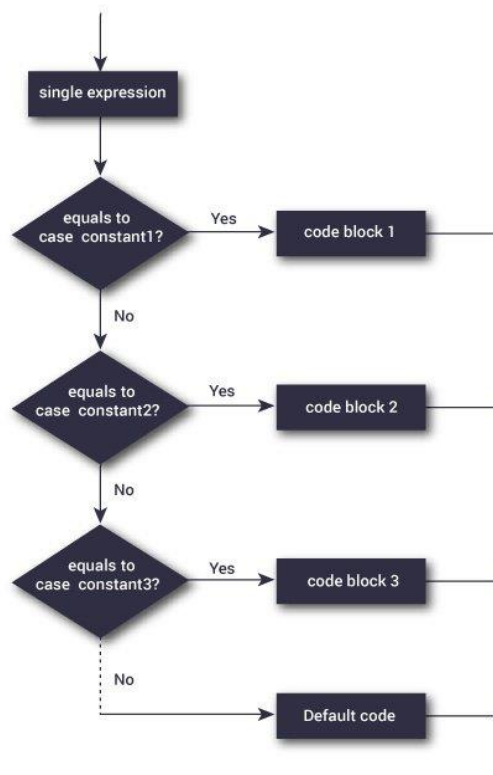 single expression
equals to
case constant1?
Yes
code block 1
No
equals to
case constant2?
Yes
code block 2
No
equals to
case constant3?
Yes
code block 3
No
Default code